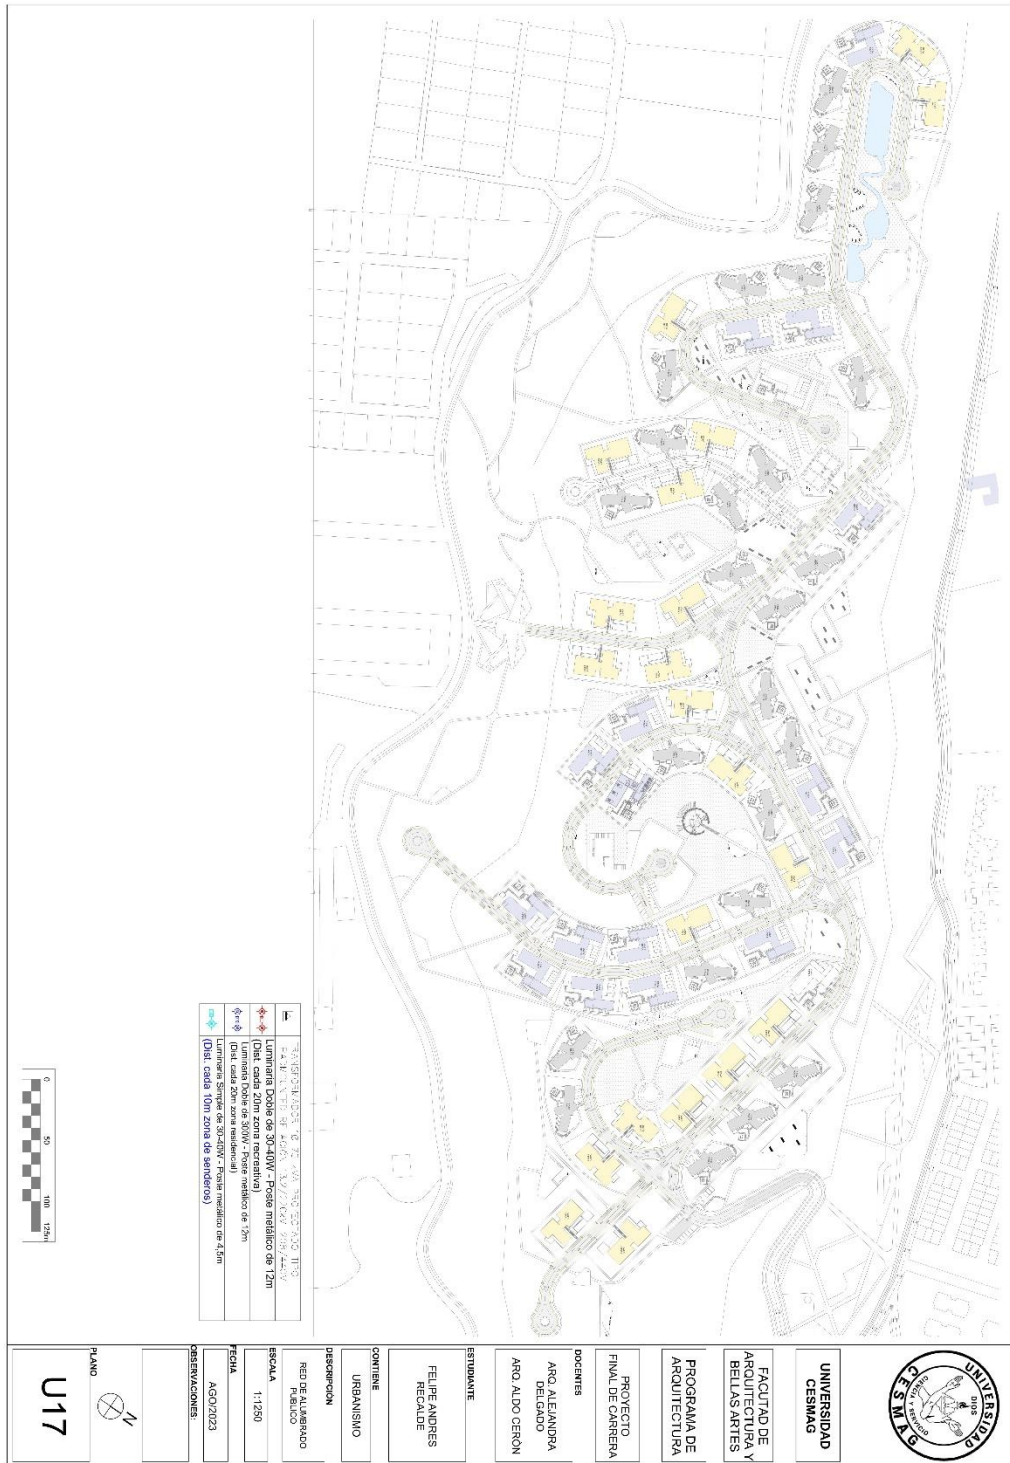 UNIVERSIDAD
CESMAG
DIOS
CIENCIA Y SERVICIO
UNIVERSIDAD
CESMAG
FACUTAD DE
ARQUITECTURA Y
BELLAS ARTES
PROGRAMA DE
ARQUITECTURA
PROYECTO
FINAL DE CARRERA
DOCENTES
ARQ. ALEJANDRA
DELGADO
ARQ. ALDO CERÓN
ESTUDIANTE
FELIPE ANDRES
RECALDE
CONTIENE
URBANISMO
DESCRIPCIÓN
RED DE ALUMBRADO
PUBLICO
ESCALA
1:1250
FECHA
AGO/2023
OBSERVACIONES:
PLANO
N
U17
Luminaria Doble de 30-40W - Poste metálico de 12m
(Dist. cada 20m zona recreativa)
Luminaria Doble de 300W - Poste metálico de 12m
(Dist. cada 20m zona residencial)
Luminaria Simple de 30-40W - Poste metálico de 4,5m
(Dist. cada 10m zona de senderos)
0 50 100 125m